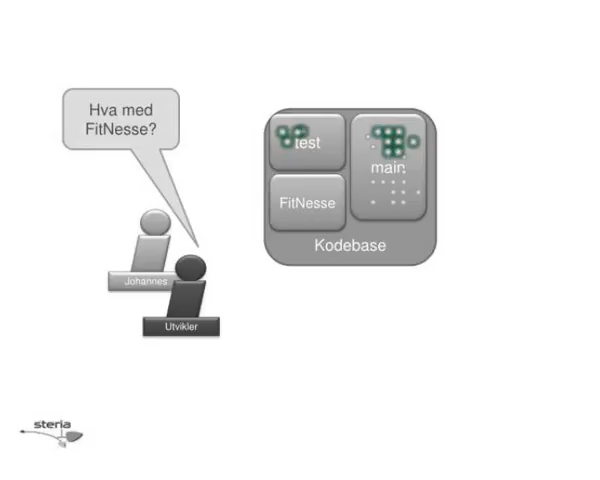 Hva med
FitNesse?
test
main
FitNesse
Kodebase
Johannes
Utvikler
steria